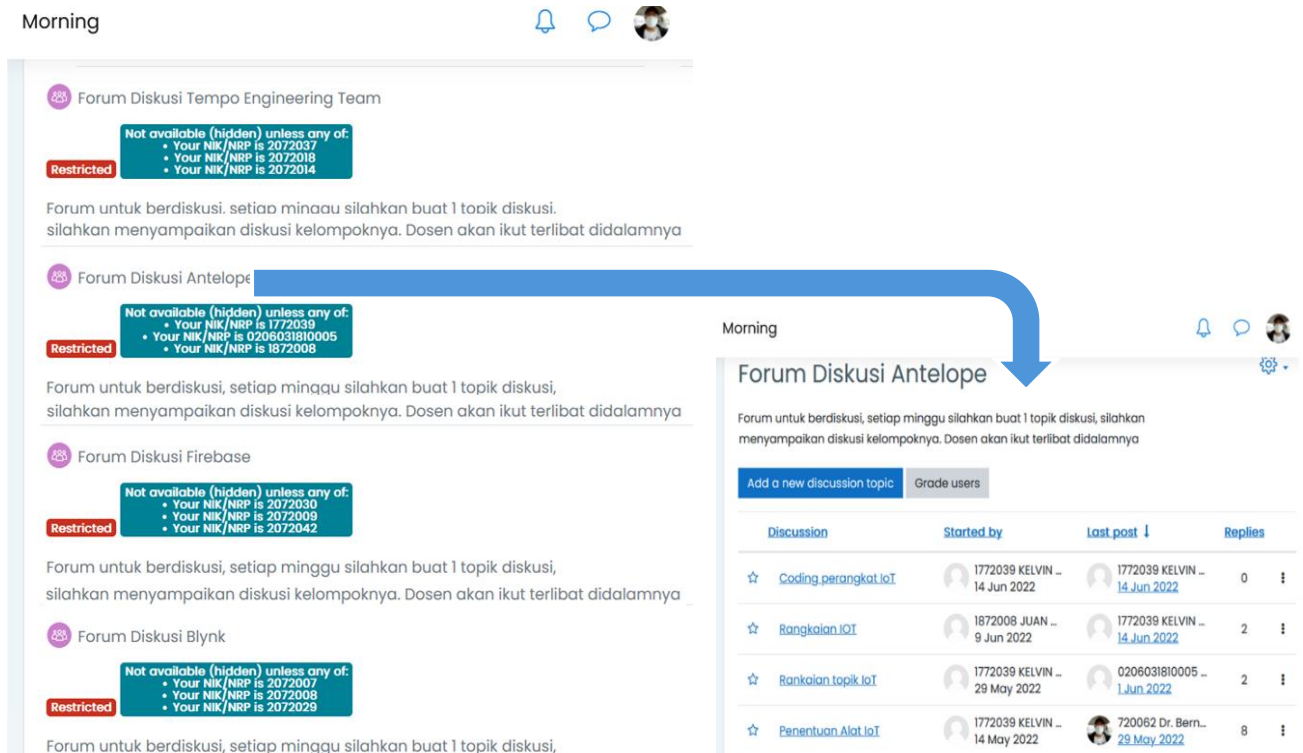 Morning
Forum Diskusi Tempo Engineering Team
Not available (hidden) unless any of:
• Your NIK/NRP is 2072037
• Your NIK/NRP is 2072018
• Your NIK/NRP is 2072014
Restricted
Forum untuk berdiskusi, setiap minggu silahkan buat 1 topik diskusi,
silahkan menyampaikan diskusi kelompoknya. Dosen akan ikut terlibat didalamnya
Forum Diskusi Antelope
Not available (hidden) unless any of:
• Your NIK/NRP is 1772039
• Your NIK/NRP is 0206031810005
• Your NIK/NRP is 1872008
Restricted
Forum untuk berdiskusi, setiap minggu silahkan buat 1 topik diskusi,
silahkan menyampaikan diskusi kelompoknya. Dosen akan ikut terlibat didalamnya
Forum Diskusi Firebase
Not available (hidden) unless any of:
• Your NIK/NRP is 2072030
• Your NIK/NRP is 2072009
• Your NIK/NRP is 2072042
Restricted
Forum untuk berdiskusi, setiap minggu silahkan buat 1 topik diskusi,
silahkan menyampaikan diskusi kelompoknya. Dosen akan ikut terlibat didalamnya
Forum Diskusi Blynk
Not available (hidden) unless any of:
• Your NIK/NRP is 2072007
• Your NIK/NRP is 2072008
• Your NIK/NRP is 2072029
Restricted
Forum untuk berdiskusi, setiap minggu silahkan buat 1 topik diskusi,
Morning
Forum Diskusi Antelope
Forum untuk berdiskusi, setiap minggu silahkan buat 1 topik diskusi, silahkan
menyampaikan diskusi kelompoknya. Dosen akan ikut terlibat didalamnya
Add a new discussion topic Grade users
Discussion Started by Last post ↓ Replies
Coding perangkat IoT 1772039 KELVIN ... 1772039 KELVIN ... 0
14 Jun 2022 14 Jun 2022
Rangkaian IOT 1872008 JUAN ... 1772039 KELVIN ... 2
9 Jun 2022 14 Jun 2022
Rankaian topik IoT 1772039 KELVIN ... 0206031810005 ... 2
29 May 2022 1 Jun 2022
Penentuan Alat IoT 1772039 KELVIN ... 720062 Dr. Bern... 8
14 May 2022 29 May 2022